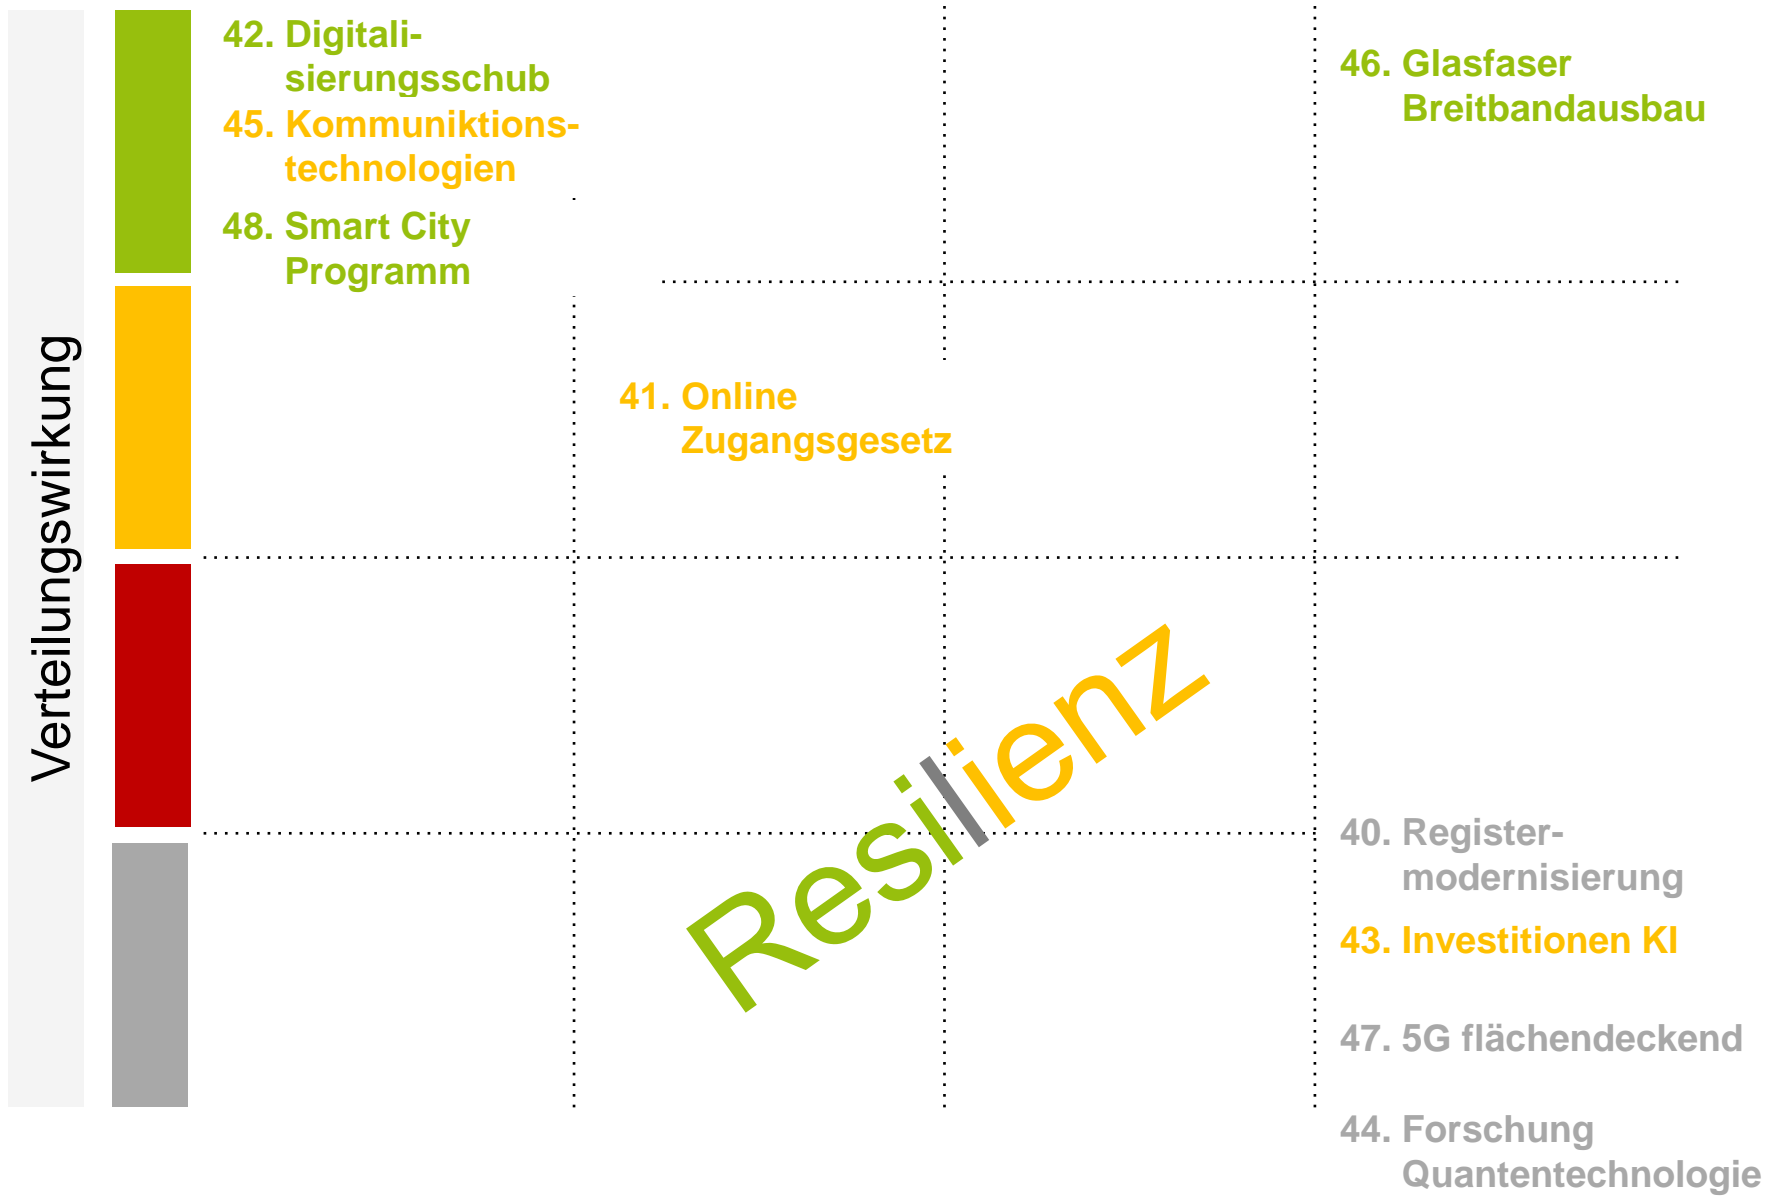 Verteilungswirkung
42. Digitali-
sierungsschub
45. Kommuniktions-
technologien
48. Smart City
Programm
46. Glasfaser
Breitbandausbau
41. Online
Zugangsgesetz
Resilienz
40. Register-
modernisierung
43. Investitionen KI
47. 5G flächendeckend
44. Forschung
Quantentechnologie